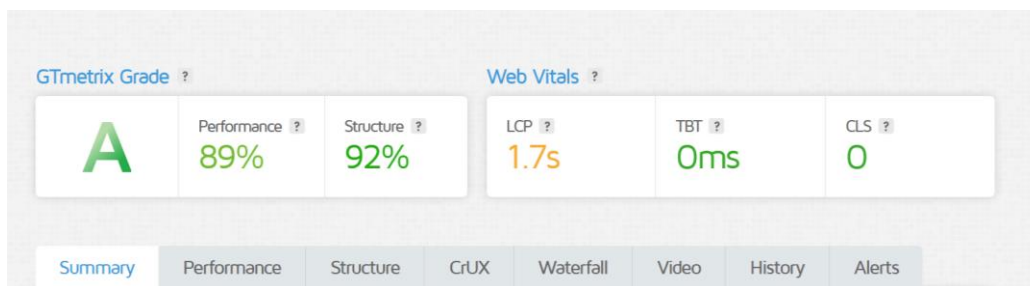 GTmetrix Grade ?
Web Vitals ?
A
Performance ?
89%
Structure ?
92%
LCP ?
1.7s
TBT ?
0ms
CLS ?
0
Summary Performance Structure CrUX Waterfall Video History Alerts